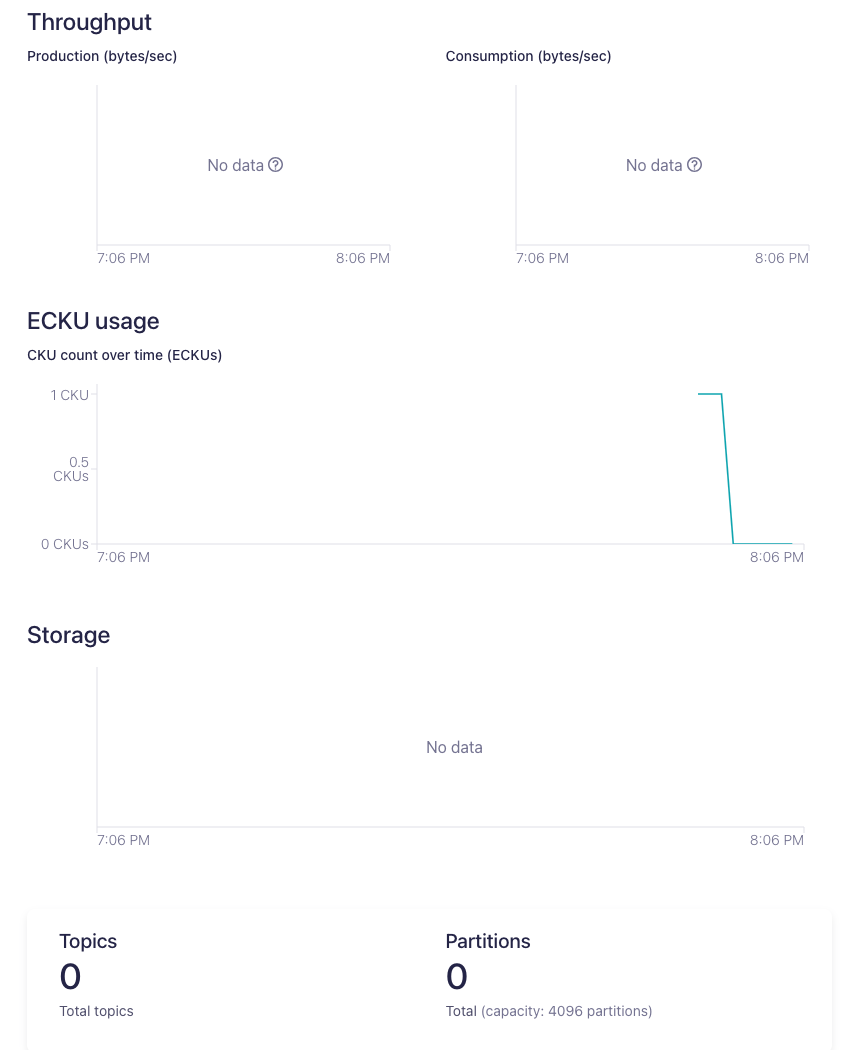 Throughput
Production (bytes/sec)
Consumption (bytes/sec)
No data
No data
7:06 PM
8:06 PM
7:06 PM
8:06 PM
ECKU usage
CKU count over time (ECKUs)
1 CKU
0.5
CKUs
0 CKUs
7:06 PM
8:06 PM
Storage
No data
7:06 PM
8:06 PM
Topics
0
Total topics
Partitions
0
Total (capacity: 4096 partitions)